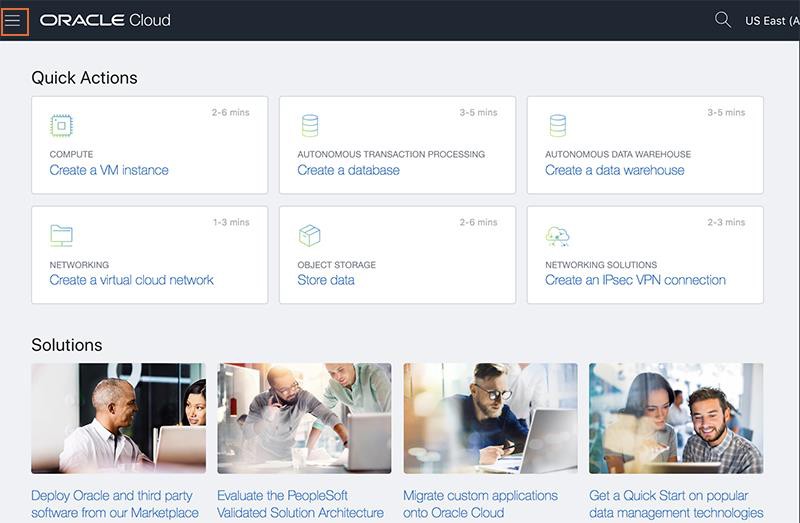 ORACLE Cloud
US East (A
Quick Actions
2-6 mins
COMPUTE
Create a VM instance
3-5 mins
AUTONOMOUS TRANSACTION PROCESSING
Create a database
3-5 mins
AUTONOMOUS DATA WAREHOUSE
Create a data warehouse
1-3 mins
NETWORKING
Create a virtual cloud network
2-6 mins
OBJECT STORAGE
Store data
2-3 mins
NETWORKING SOLUTIONS
Create an IPsec VPN connection
Solutions
Deploy Oracle and third party
software from our Marketplace
Evaluate the PeopleSoft
Validated Solution Architecture
Migrate custom applications
onto Oracle Cloud
Get a Quick Start on popular
data management technologies